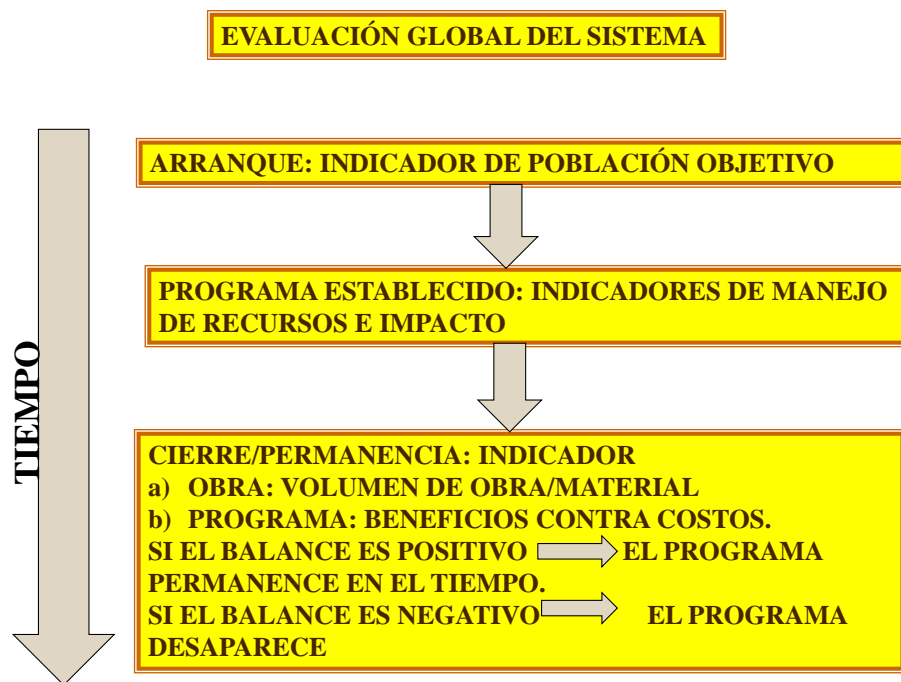 EVALUACIÓN GLOBAL DEL SISTEMA
TIEMPO
ARRANQUE: INDICADOR DE POBLACIÓN OBJETIVO
PROGRAMA ESTABLECIDO: INDICADORES DE MANEJO
DE RECURSOS E IMPACTO
CIERRE/PERMANENCIA: INDICADOR
a) OBRA: VOLUMEN DE OBRA/MATERIAL
b) PROGRAMA: BENEFICIOS CONTRA COSTOS.
SI EL BALANCE ES POSITIVO EL PROGRAMA
PERMANENCE EN EL TIEMPO.
SI EL BALANCE ES NEGATIVO EL PROGRAMA
DESAPARECE